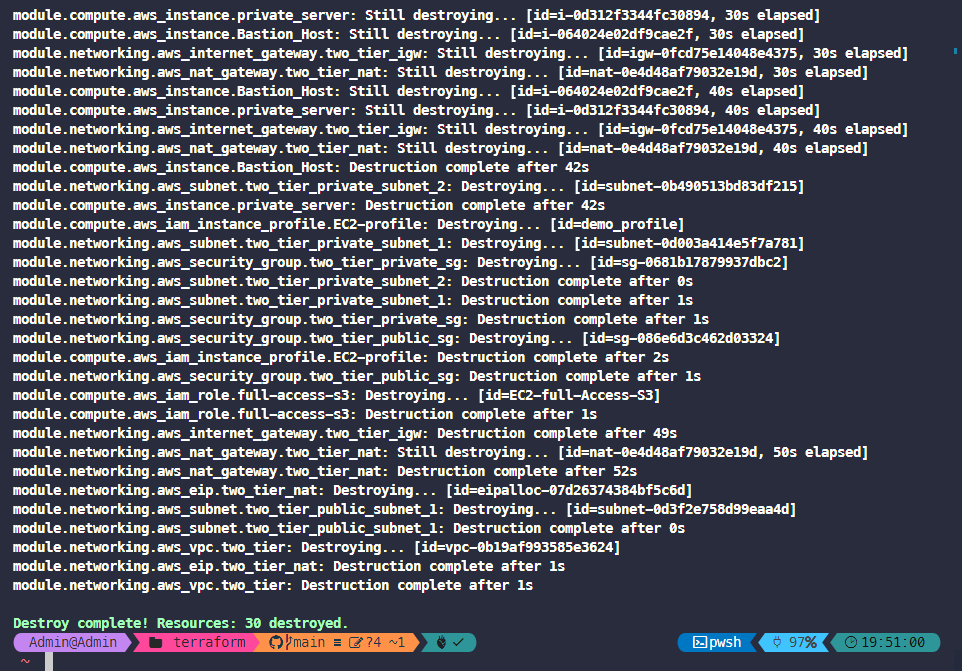 module.compute.aws_instance.private_server: Still destroying... [id=i-0d312f3344fc30894, 30s elapsed]
module.compute.aws_instance.Bastion_Host: Still destroying... [id=i-064024e02df9cae2f, 30s elapsed]
module.networking.aws_internet_gateway.two_tier_igw: Still destroying... [id=igw-0fcd75e14048e4375, 30s elapsed]
module.networking.aws_nat_gateway.two_tier_nat: Still destroying... [id=nat-0e4d48af79032e19d, 30s elapsed]
module.compute.aws_instance.Bastion_Host: Still destroying... [id=i-064024e02df9cae2f, 40s elapsed]
module.compute.aws_instance.private_server: Still destroying... [id=i-0d312f3344fc30894, 40s elapsed]
module.networking.aws_internet_gateway.two_tier_igw: Still destroying... [id=igw-0fcd75e14048e4375, 40s elapsed]
module.networking.aws_nat_gateway.two_tier_nat: Still destroying... [id=nat-0e4d48af79032e19d, 40s elapsed]
module.compute.aws_instance.Bastion_Host: Destruction complete after 42s
module.networking.aws_subnet.two_tier_private_subnet_2: Destroying... [id=subnet-0b490513bd83df215]
module.compute.aws_instance.private_server: Destruction complete after 42s
module.compute.aws_iam_instance_profile.EC2-profile: Destroying... [id=demo_profile]
module.networking.aws_subnet.two_tier_private_subnet_1: Destroying... [id=subnet-0d003a414e5f7a781]
module.networking.aws_security_group.two_tier_private_sg: Destroying... [id=sg-0681b17879937dbc2]
module.networking.aws_subnet.two_tier_private_subnet_2: Destruction complete after 0s
module.networking.aws_subnet.two_tier_private_subnet_1: Destruction complete after 1s
module.networking.aws_security_group.two_tier_private_sg: Destruction complete after 1s
module.networking.aws_security_group.two_tier_public_sg: Destroying... [id=sg-086e6d3c462d03324]
module.compute.aws_iam_instance_profile.EC2-profile: Destruction complete after 2s
module.networking.aws_security_group.two_tier_public_sg: Destruction complete after 1s
module.compute.aws_iam_role.full-access-s3: Destroying... [id=EC2-full-Access-S3]
module.compute.aws_iam_role.full-access-s3: Destruction complete after 1s
module.networking.aws_internet_gateway.two_tier_igw: Destruction complete after 49s
module.networking.aws_nat_gateway.two_tier_nat: Still destroying... [id=nat-0e4d48af79032e19d, 50s elapsed]
module.networking.aws_nat_gateway.two_tier_nat: Destruction complete after 52s
module.networking.aws_eip.two_tier_nat: Destroying... [id=eipalloc-07d26374384bf5c6d]
module.networking.aws_subnet.two_tier_public_subnet_1: Destroying... [id=subnet-0d3f2e758d99eaa4d]
module.networking.aws_subnet.two_tier_public_subnet_1: Destruction complete after 0s
module.networking.aws_vpc.two_tier: Destroying... [id=vpc-0b19af993585e3624]
module.networking.aws_eip.two_tier_nat: Destruction complete after 1s
module.networking.aws_vpc.two_tier: Destruction complete after 1s
Destroy complete! Resources: 30 destroyed.
Admin@Admin terraform main ≡ ?4 ~1 ✓ pwsh 97% 19:51:00
~